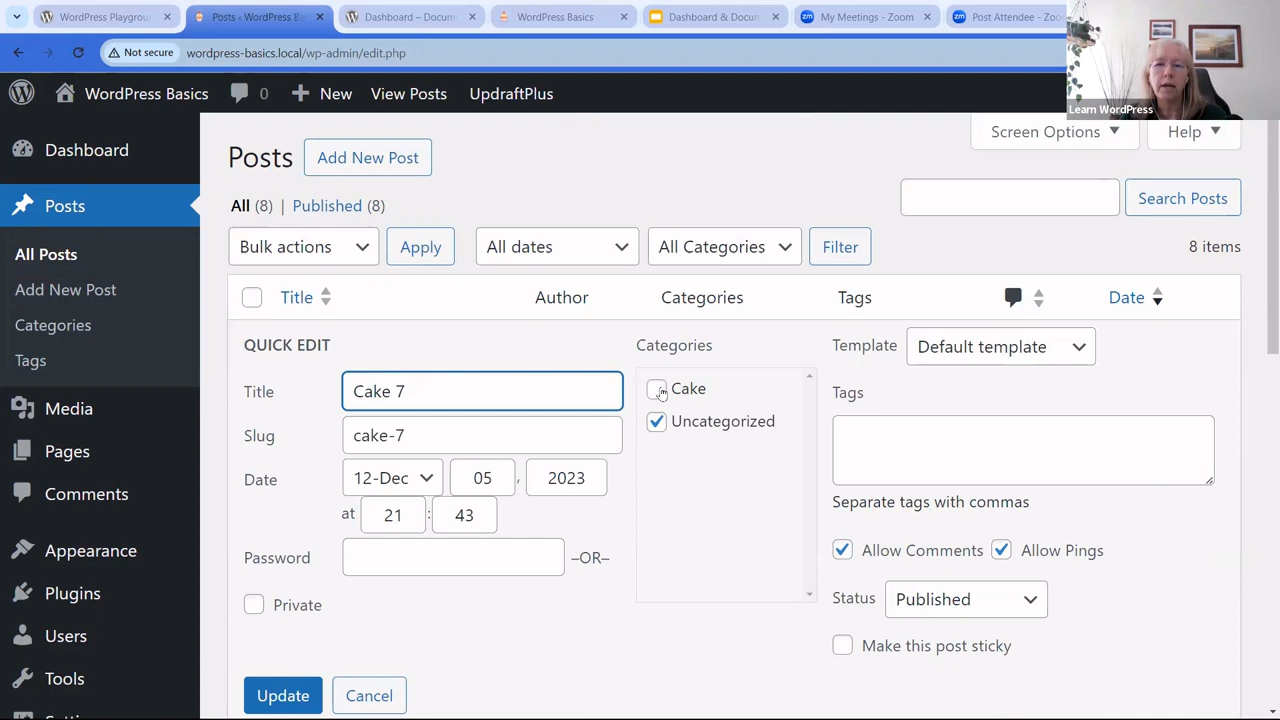 WordPress Playgrou
Posts ‹ WordPress Ba
Dashboard – Docum
WordPress Basics
Dashboard & Docun
My Meetings - Zoom
Post Attendee - Zoo
Not secure
wordpress-basics.local/wp-admin/edit.php
Learn WordPress
WordPress Basics
0
New
View Posts
UpdraftPlus
Dashboard
Posts
All Posts
Add New Post
Categories
Tags
Media
Pages
Comments
Appearance
Plugins
Users
Tools
Posts
Add New Post
Screen Options
Help
All (8) | Published (8)
Search Posts
Bulk actions
Apply
All dates
All Categories
Filter
8 items
Title
Author
Categories
Tags
Date
QUICK EDIT
Title
Cake 7
Slug
cake-7
Date
12-Dec
05
,
2023
at
21
:
43
Password
–OR–
Private
Categories
Cake
Uncategorized
Template
Default template
Tags
Separate tags with commas
Allow Comments
Allow Pings
Status
Published
Make this post sticky
Update
Cancel